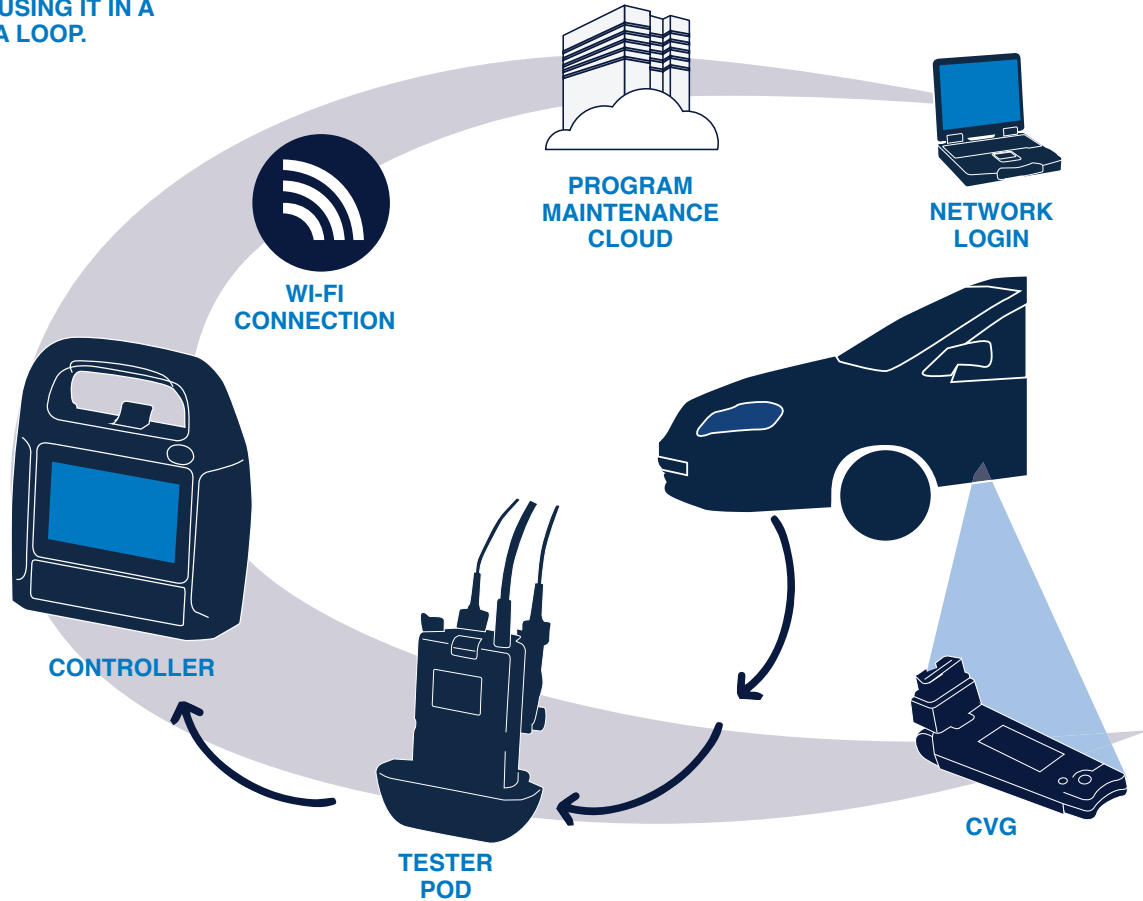 USING IT IN A
A LOOP.
PROGRAM
MAINTENANCE
CLOUD
NETWORK
LOGIN
WI-FI
CONNECTION
CONTROLLER
CVG
TESTER
POD